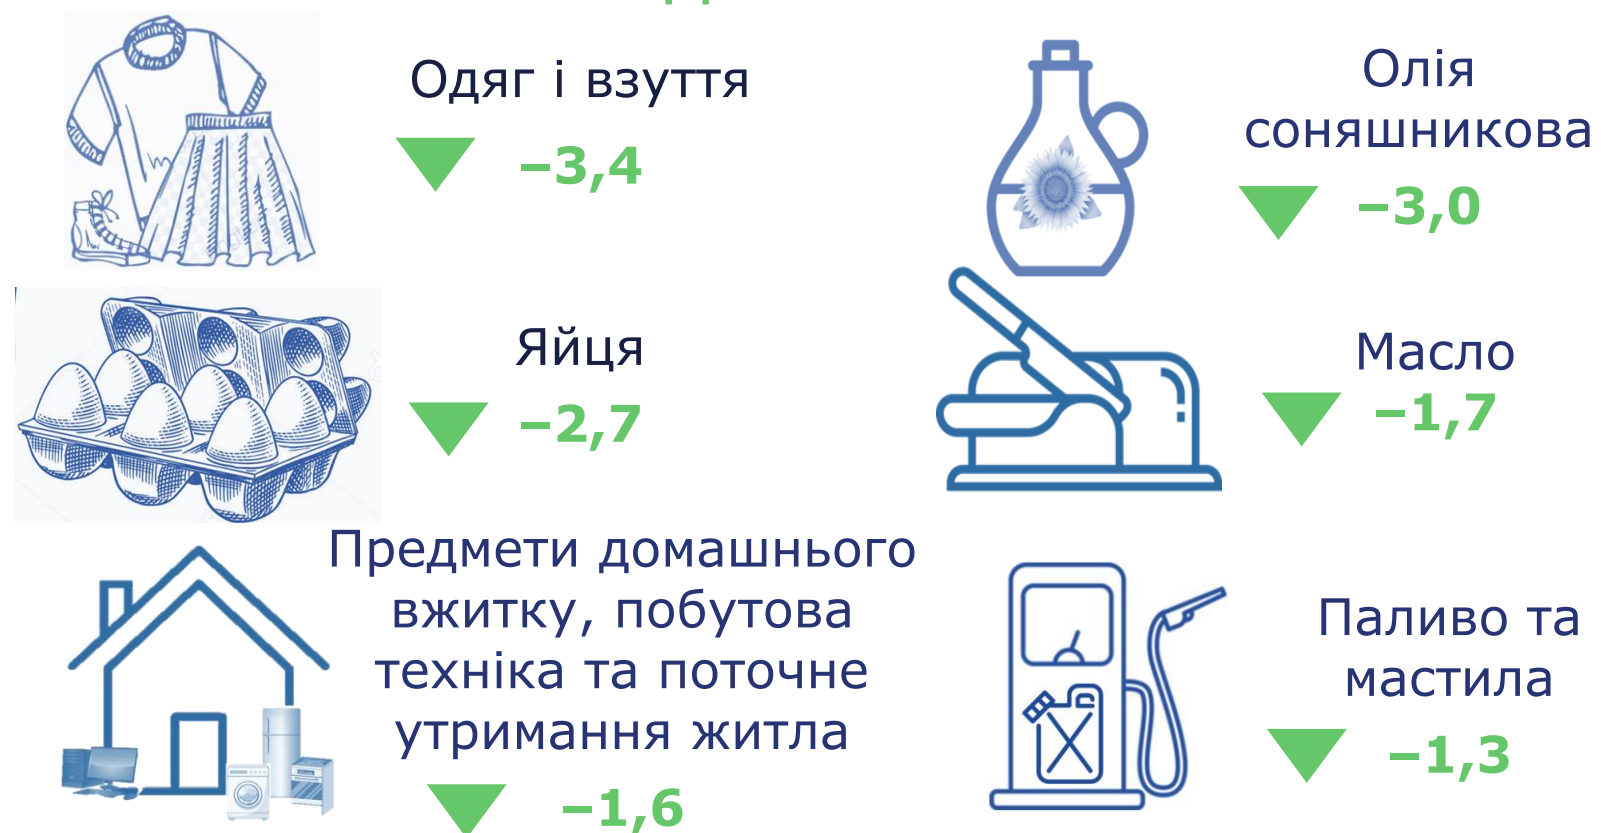 Одяг і взуття
–3,4
Олія
соняшникова
–3,0
Яйця
–2,7
Масло
–1,7
Предмети домашнього
вжитку, побутова
техніка та поточне
утримання житла
–1,6
Паливо та
мастила
–1,3